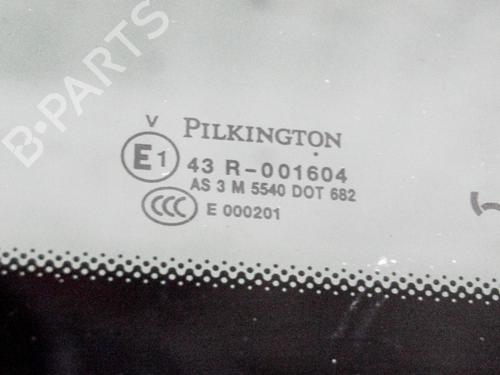 B-PARTS
V
PILKINGTON
E1 43 R-001604
AS 3 M 5540 DOT 682
CCC E 000201